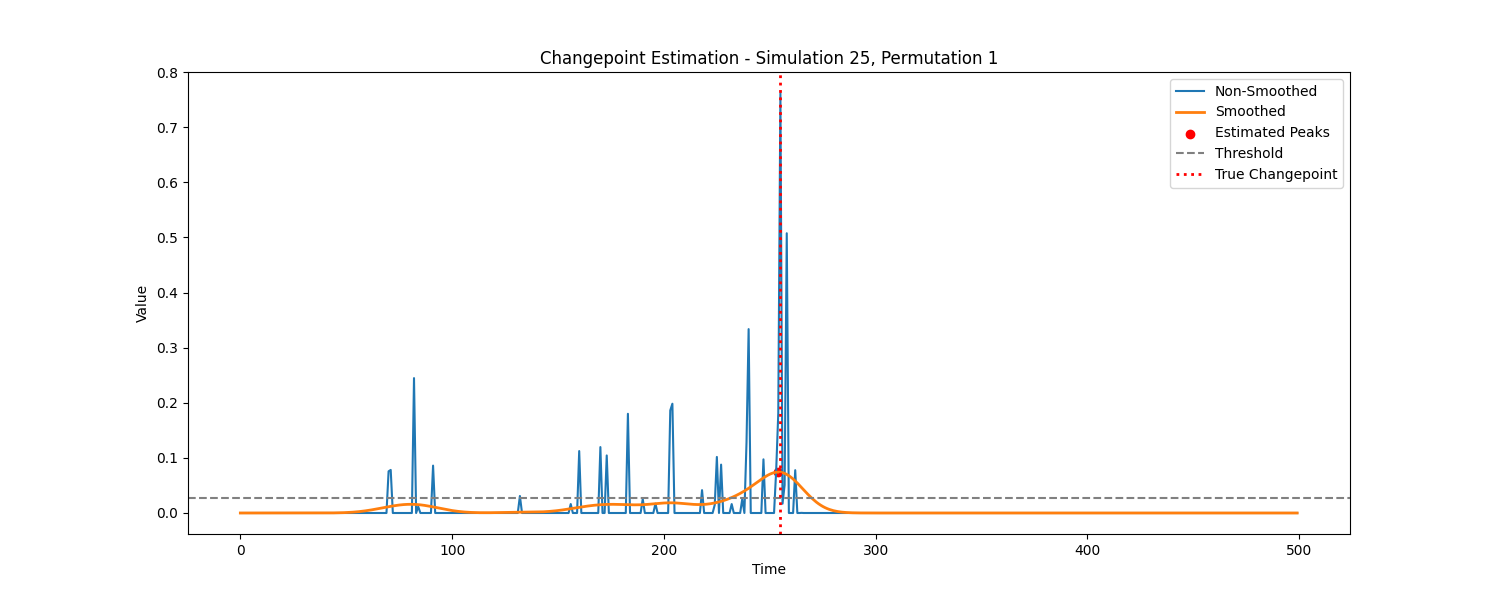 Changepoint Estimation - Simulation 25, Permutation 1
0.8
0.7
0.6
0.5
0.4
0.3
0.2
0.1
0.0
Value
Non-Smoothed
Smoothed
Estimated Peaks
Threshold
True Changepoint
0 100 200 300 400 500
Time